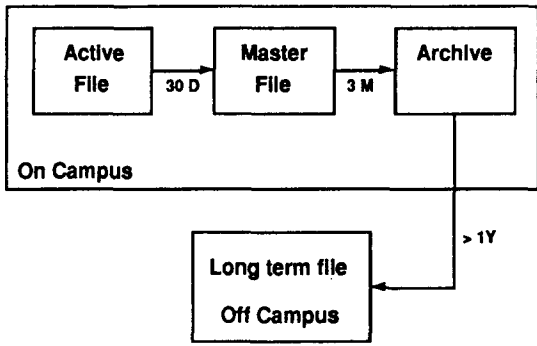 Active
File
30 D
Master
File
3 M
Archive
On Campus
> 1Y
Long term file
Off Campus